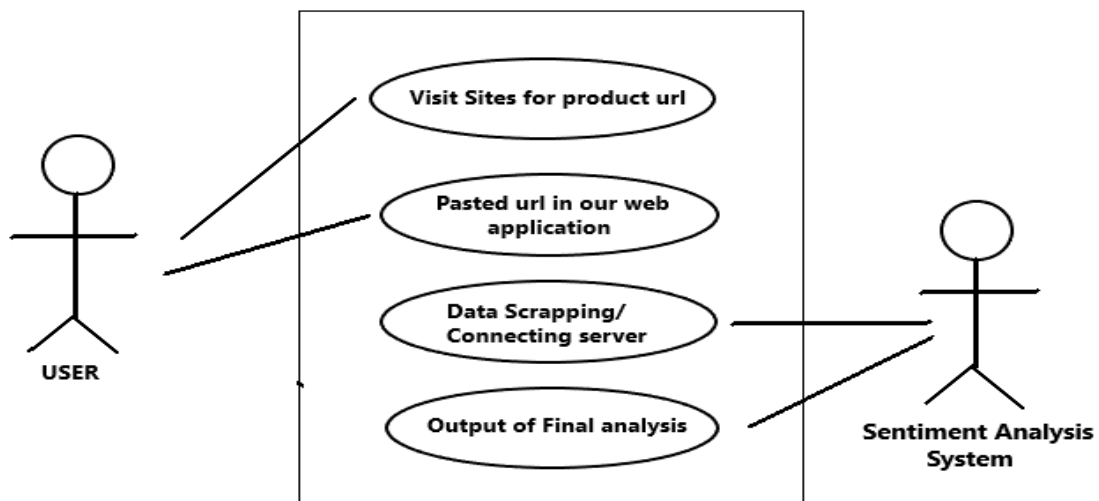 Visit Sites for product url
Pasted url in our web
application
Data Scrapping/
Connecting server
Output of Final analysis
USER
Sentiment Analysis
System